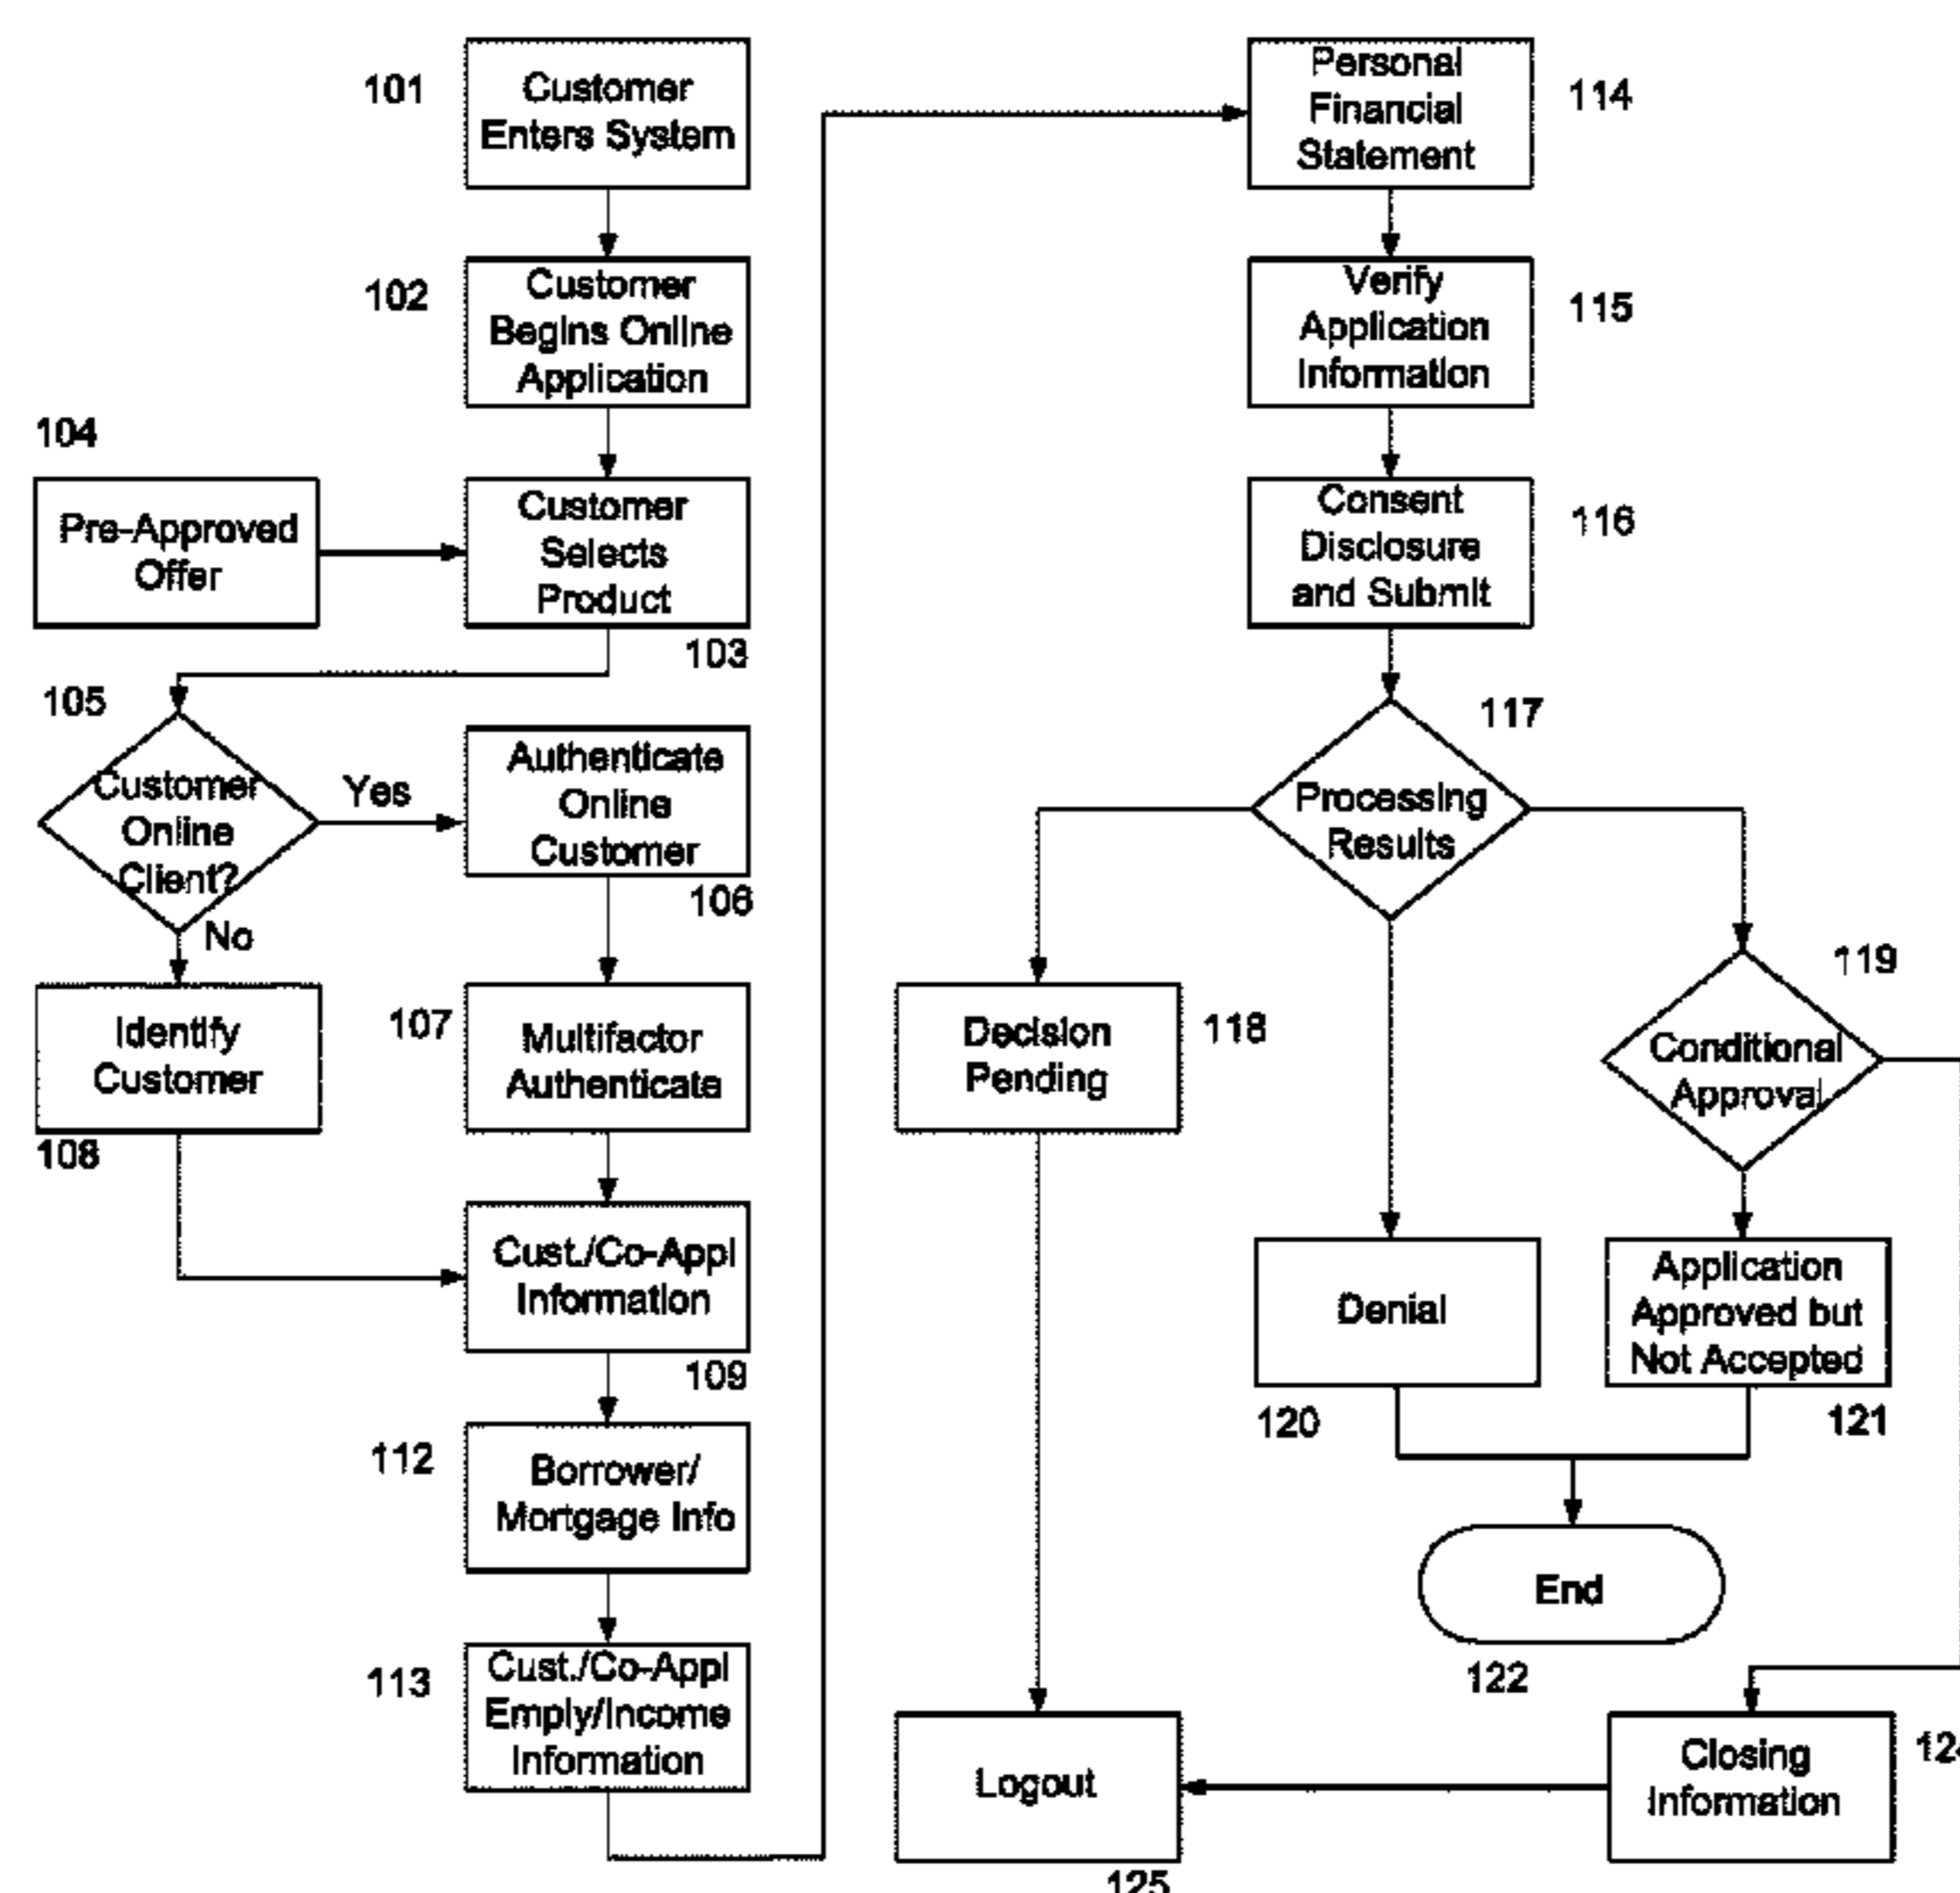 101
Customer
Enters System
102
Customer
Begins Online
Application
104
Pre-Approved
Offer
Customer
Selects
Product
103
105
Customer
Online
Client?
Yes
No
Authenticate
Online
Customer
106
Identify
Customer
108
107
Multifactor
Authenticate
Cust./Co-Appl
Information
109
112
Borrower/
Mortgage Info
113
Cust./Co-Appl
Emply/Income
Information
Personal
Financial
Statement
114
Verify
Application
Information
115
Consent
Disclosure
and Submit
116
117
Processing
Results
Decision
Pending
118
119
Conditional
Approval
Denial
120
Application
Approved but
Not Accepted
121
End
122
Logout
125
Closing
Information